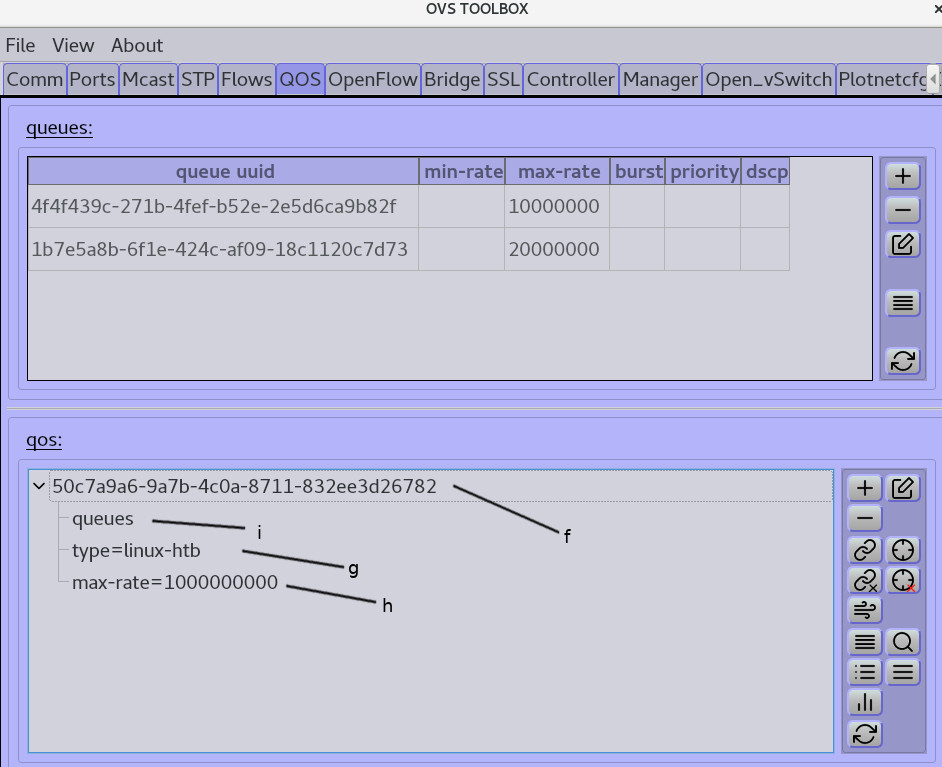 OVS TOOLBOX
File View About
Comm Ports Mcast STP Flows QOS OpenFlow Bridge SSL Controller Manager Open_vSwitch Plotnetcfg
queues:
queue uuid min-rate max-rate burst priority dscp
4f4f439c-271b-4fef-b52e-2e5d6ca9b82f 10000000
1b7e5a8b-6f1e-424c-af09-18c1120c7d73 20000000
qos:
50c7a9a6-9a7b-4c0a-8711-832ee3d26782
f
queues
i
type=linux-htb
g
max-rate=1000000000
h